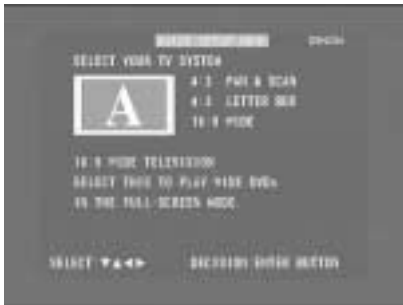 SELECT YOUR TV SYSTEM
A
4:3 PAN & SCAN
4:3 LETTER BOX
16:9 WIDE
16:9 WIDE TELEVISION
SELECT THIS TO PLAY WIDE DVDs
IN THE FULL-SCREEN MODE
SELECT ▼▲◀▶ DECISION ENTER BUTTON